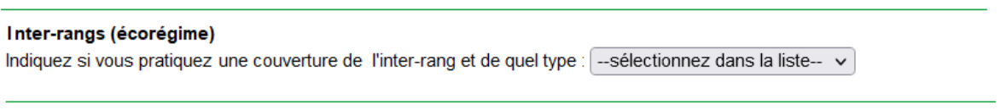 Inter-rangs (écorégime)
Indiquez si vous pratiquez une couverture de l'inter-rang et de quel type : --sélectionnez dans la liste--